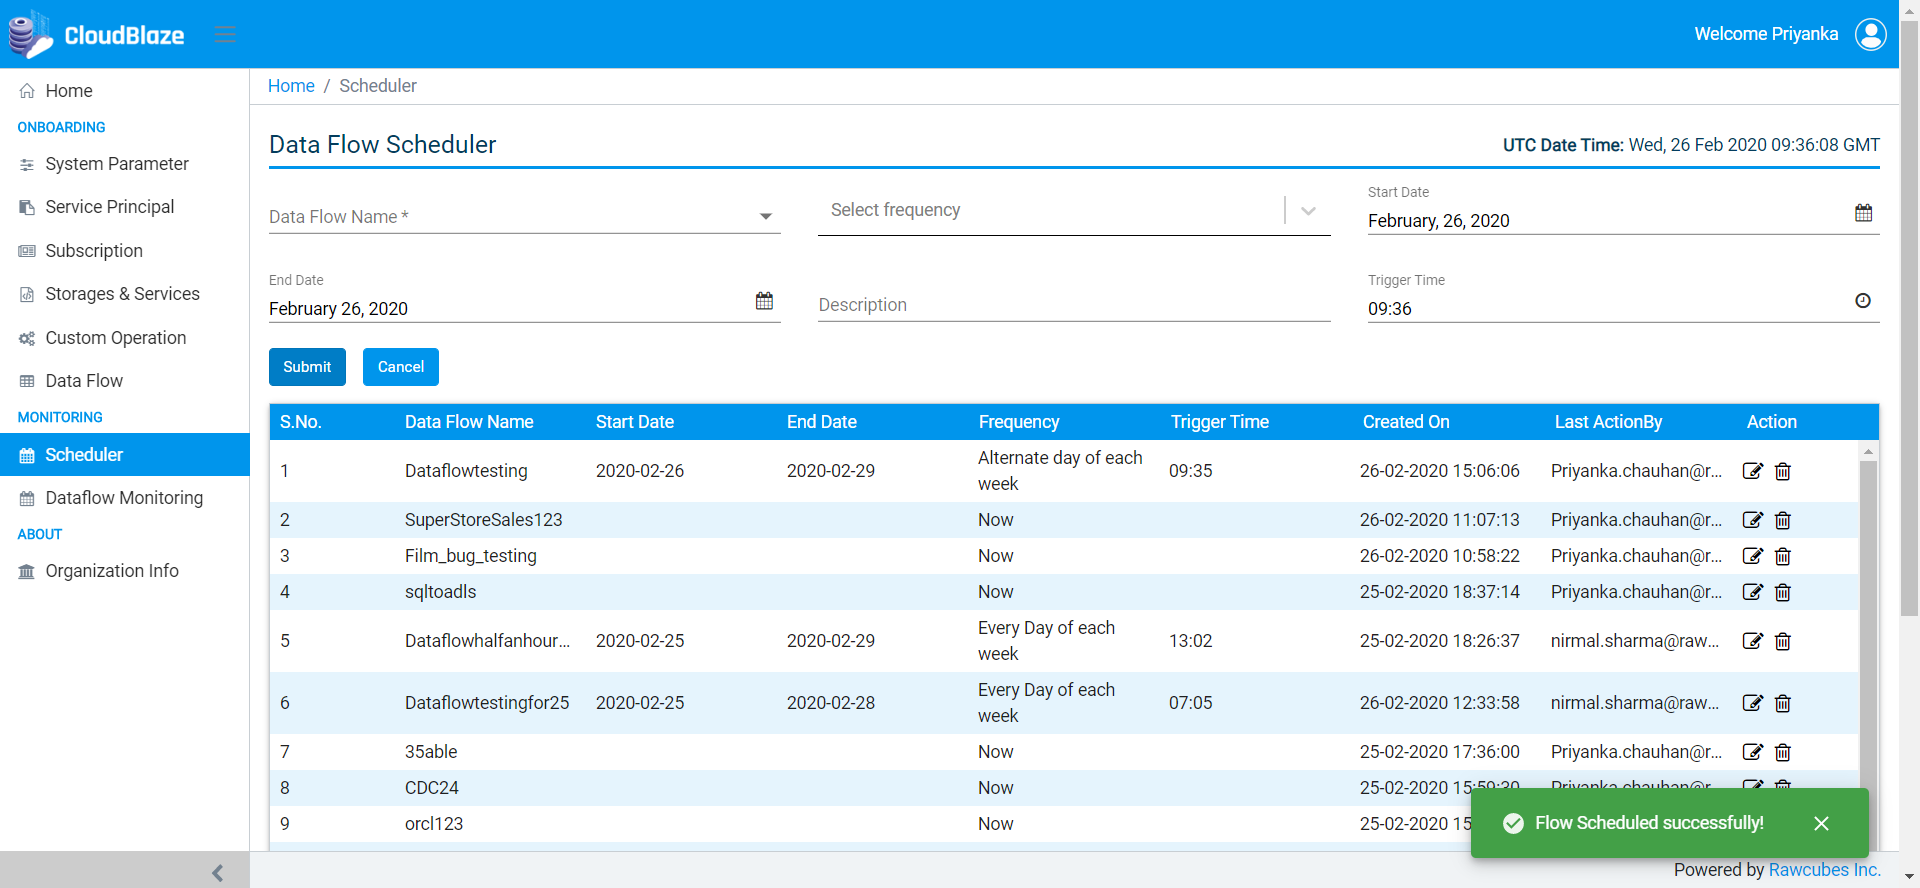 CloudBlaze
Welcome Priyanka
Home
ONBOARDING
System Parameter
Service Principal
Subscription
Storages & Services
Custom Operation
Data Flow
MONITORING
Scheduler
Dataflow Monitoring
ABOUT
Organization Info
Home / Scheduler
Data Flow Scheduler
UTC Date Time: Wed, 26 Feb 2020 09:36:08 GMT
Data Flow Name *
Select frequency
Start Date
February, 26, 2020
End Date
February 26, 2020
Description
Trigger Time
09:36
Submit Cancel
S.No. Data Flow Name Start Date End Date Frequency Trigger Time Created On Last ActionBy Action
1 Dataflowtesting 2020-02-26 2020-02-29 Alternate day of each week 09:35 26-02-2020 15:06:06 Priyanka.chauhan@r...
2 SuperStoreSales123 Now 26-02-2020 11:07:13 Priyanka.chauhan@r...
3 Film_bug_testing Now 26-02-2020 10:58:22 Priyanka.chauhan@r...
4 sqltoadls Now 25-02-2020 18:37:14 Priyanka.chauhan@r...
5 Dataflowhalfanhour... 2020-02-25 2020-02-29 Every Day of each week 13:02 25-02-2020 18:26:37 nirmal.sharma@raw...
6 Dataflowtestingfor25 2020-02-25 2020-02-28 Every Day of each week 07:05 26-02-2020 12:33:58 nirmal.sharma@raw...
7 35able Now 25-02-2020 17:36:00 Priyanka.chauhan@r...
8 CDC24 Now 25-02-2020 15:59:30 Priyanka.chauhan@r...
9 orcl123 Now 25-02-2020 15
Flow Scheduled successfully!
Powered by Rawcubes Inc.